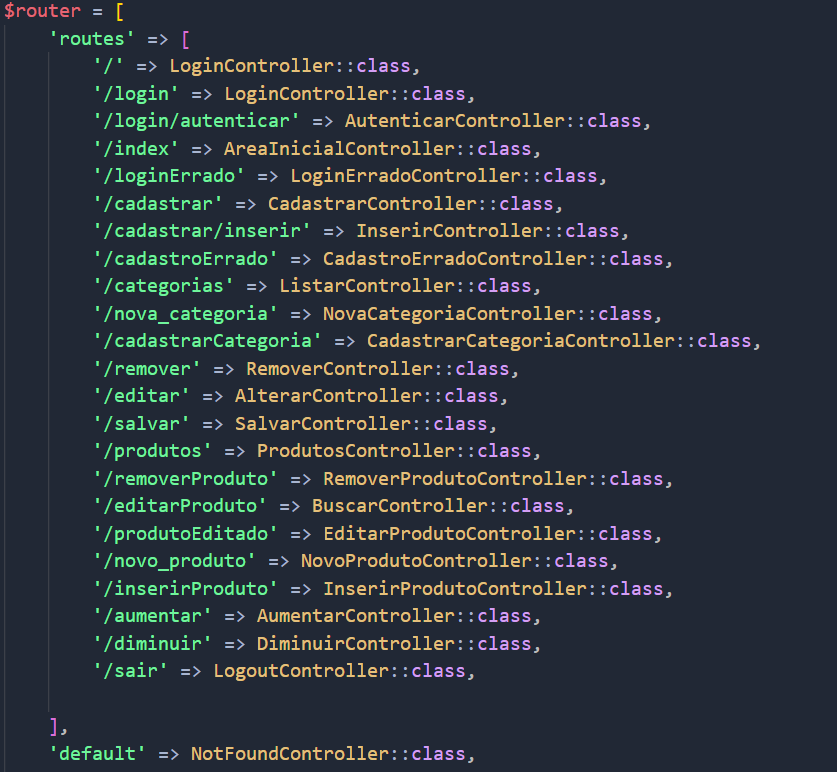 $router = [
'routes' => [
'/' => LoginController::class,
'/login' => LoginController::class,
'/login/autenticar' => AutenticarController::class,
'/index' => AreaInicialController::class,
'/loginErrado' => LoginErradoController::class,
'/cadastrar' => CadastrarController::class,
'/cadastrar/inserir' => InserirController::class,
'/cadastroErrado' => CadastroErradoController::class,
'/categorias' => ListarController::class,
'/nova_categoria' => NovaCategoriaController::class,
'/cadastrarCategoria' => CadastrarCategoriaController::class,
'/remover' => RemoverController::class,
'/editar' => AlterarController::class,
'/salvar' => SalvarController::class,
'/produtos' => ProdutosController::class,
'/removerProduto' => RemoverProdutoController::class,
'/editarProduto' => BuscarController::class,
'/produtoEditado' => EditarProdutoController::class,
'/novo_produto' => NovoProdutoController::class,
'/inserirProduto' => InserirProdutoController::class,
'/aumentar' => AumentarController::class,
'/diminuir' => DiminuirController::class,
'/sair' => LogoutController::class,
],
'default' => NotFoundController::class,